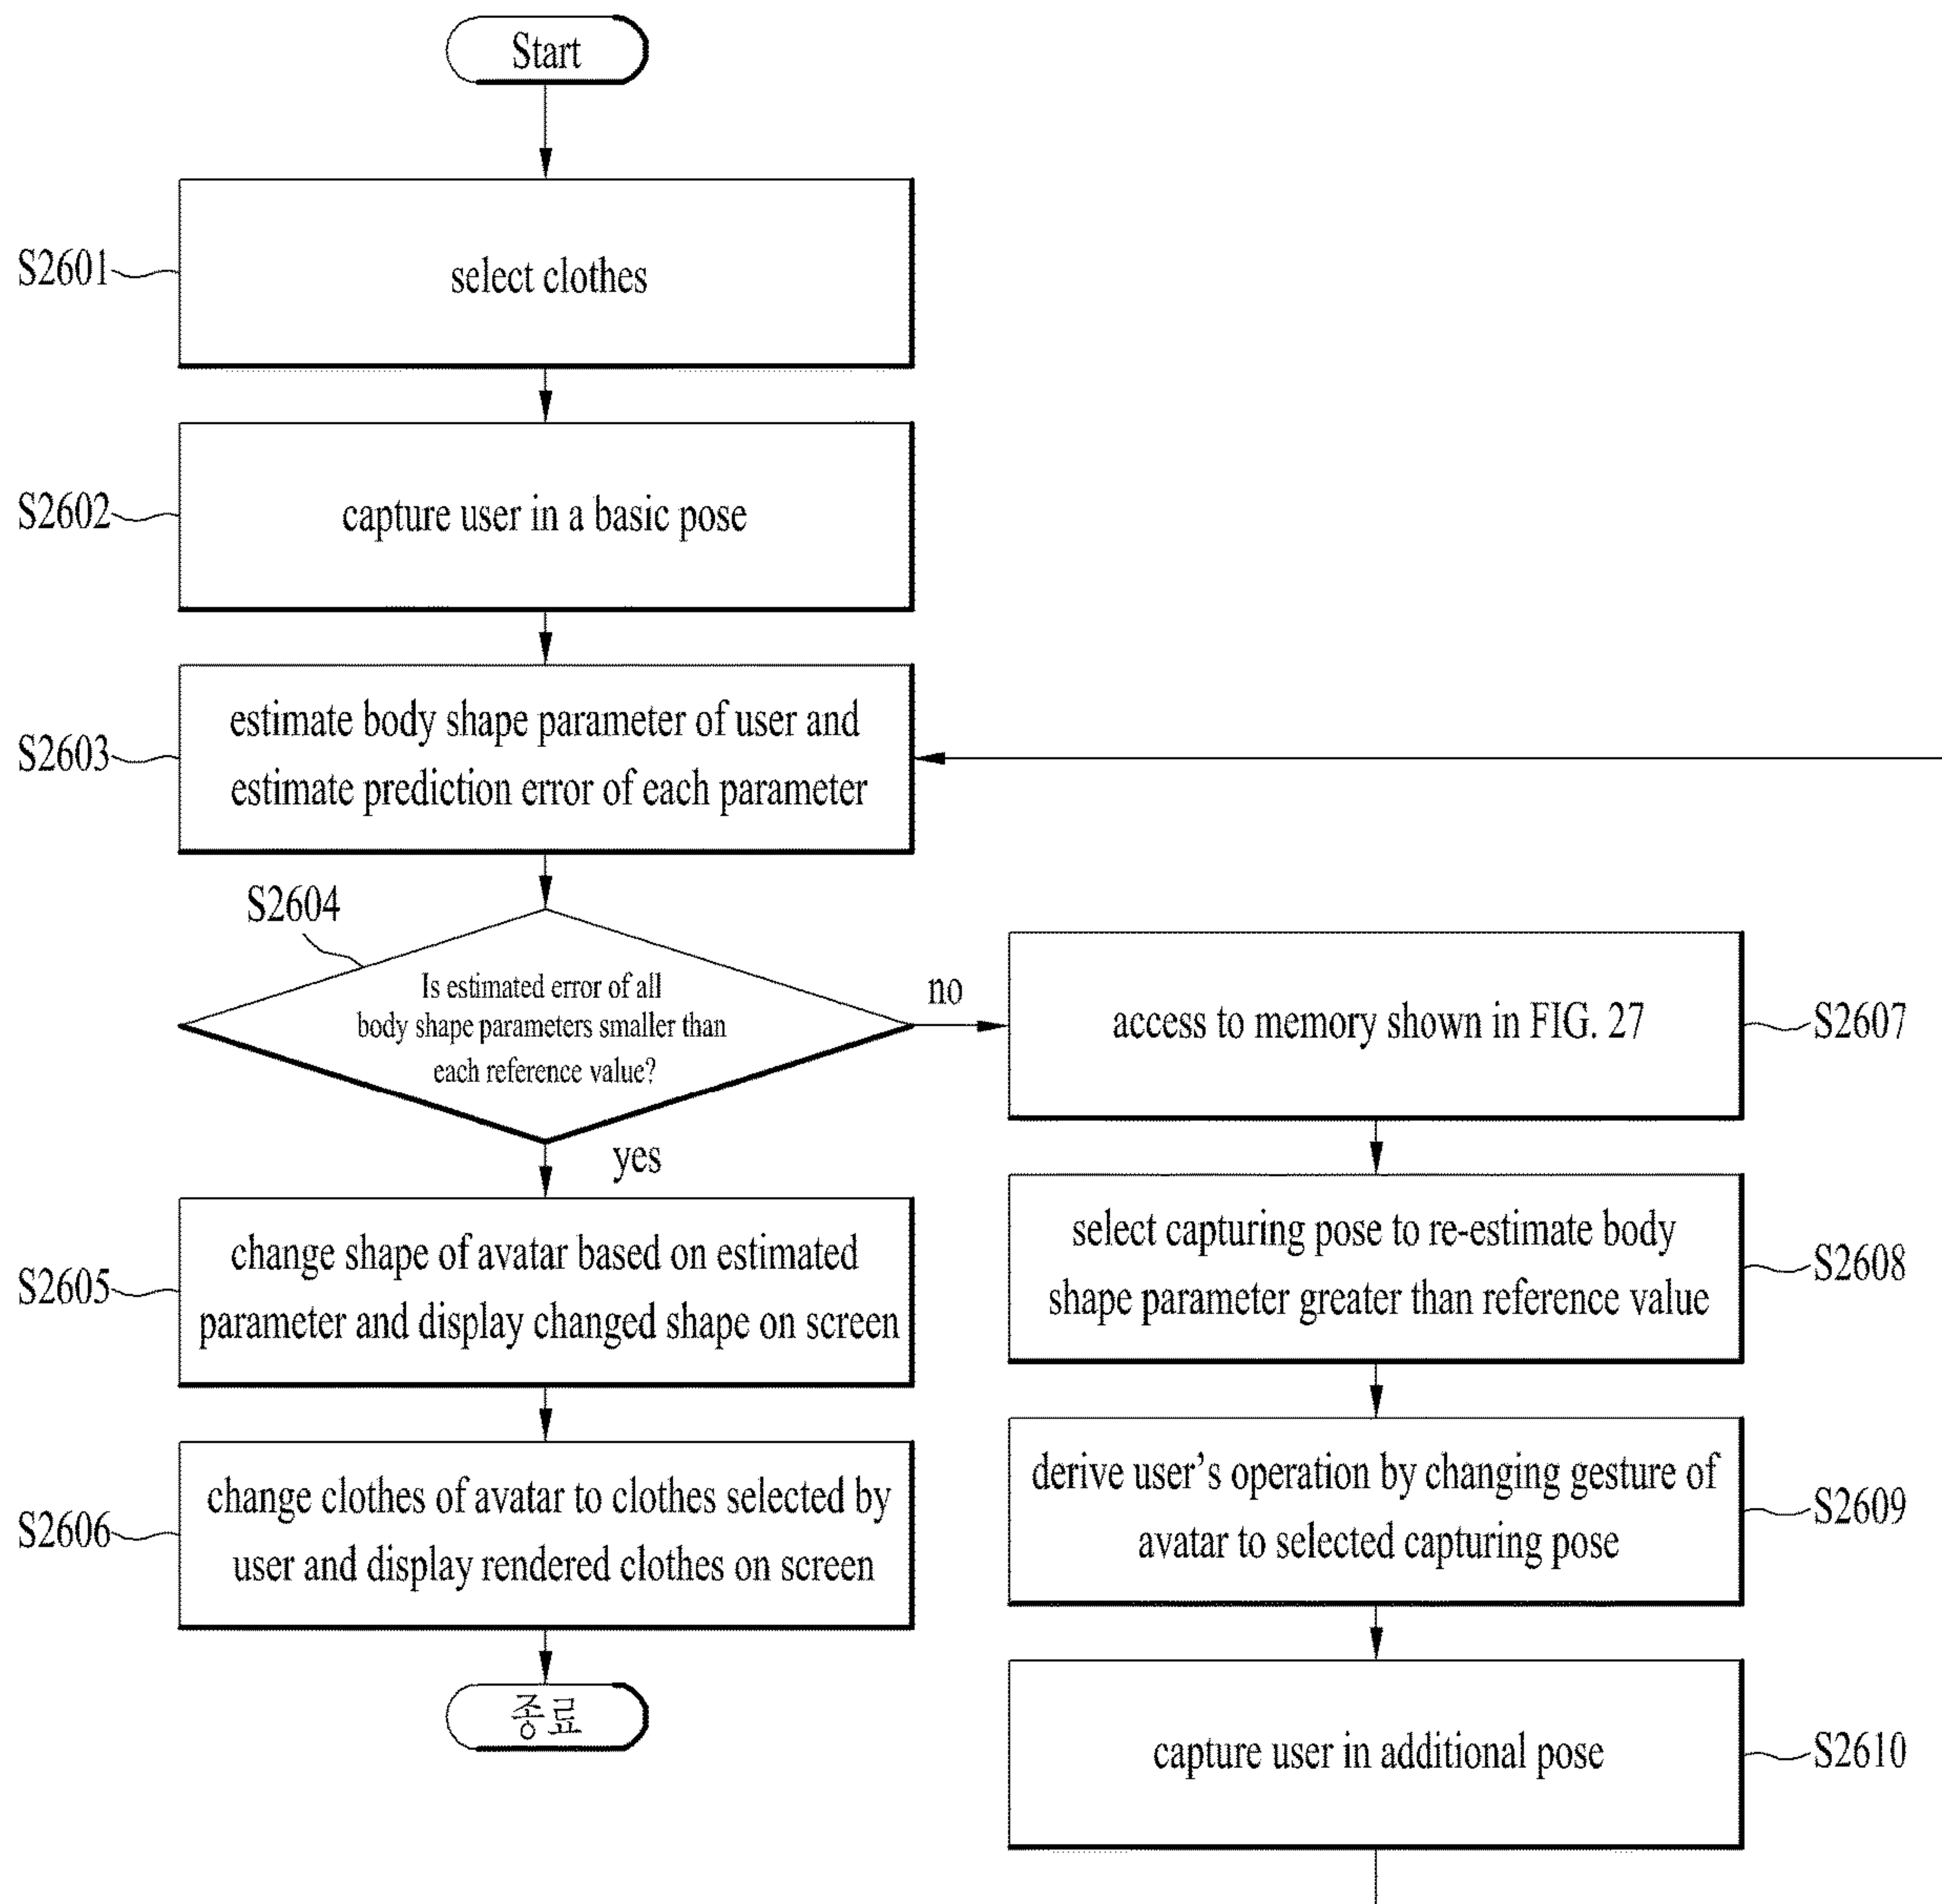 Start
S2601
select clothes
S2602
capture user in a basic pose
S2603
estimate body shape parameter of user and
estimate prediction error of each parameter
S2604
Is estimated error of all
body shape parameters smaller than
each reference value?
no
yes
S2605
change shape of avatar based on estimated
parameter and display changed shape on screen
S2606
change clothes of avatar to clothes selected by
user and display rendered clothes on screen
종료
access to memory shown in FIG. 27
S2607
select capturing pose to re-estimate body
shape parameter greater than reference value
S2608
derive user's operation by changing gesture of
avatar to selected capturing pose
S2609
capture user in additional pose
S2610